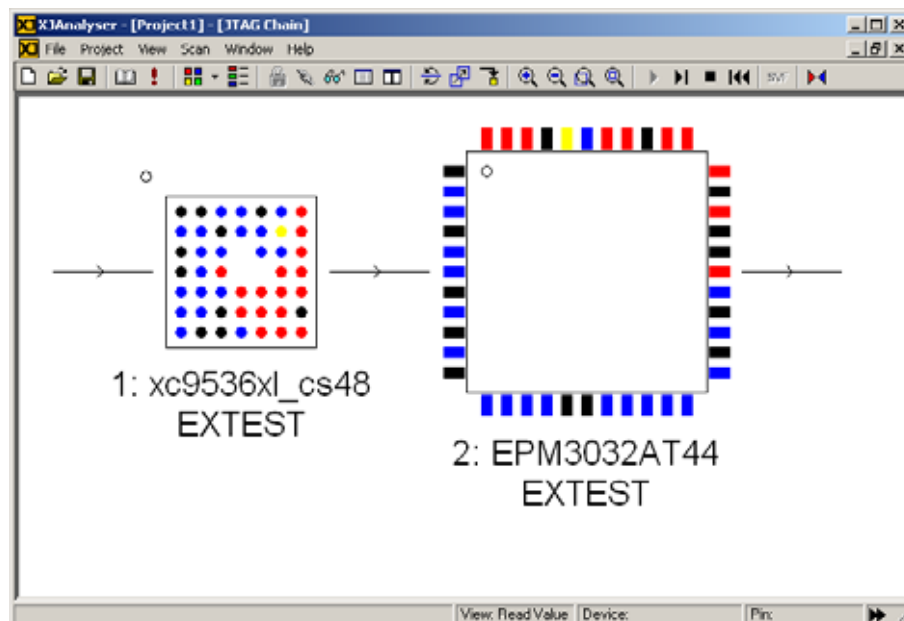 XJAnalyser - [Project1] - [JTAG Chain]
File Project View Scan Window Help
SVF
1: xc9536xl_cs48
EXTEST
2: EPM3032AT44
EXTEST
View: Read Value Device: Pin: